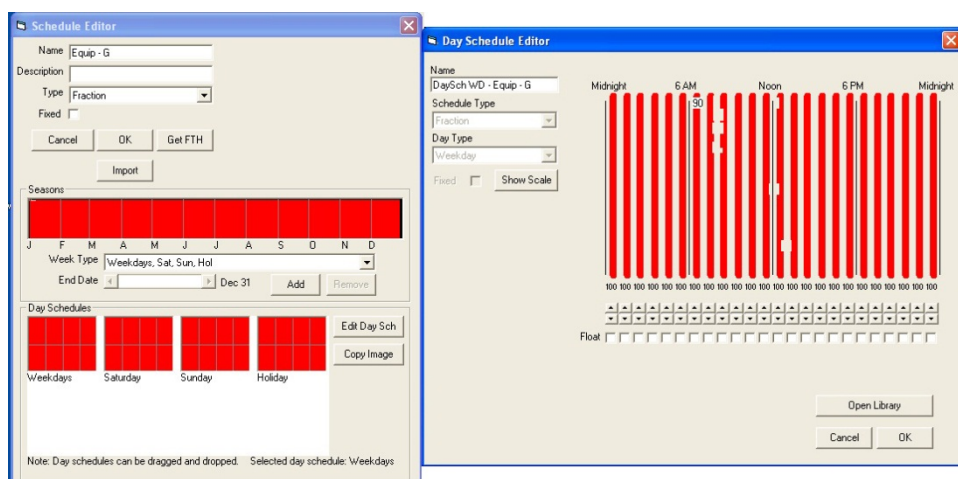 Schedule Editor
Name Equip - G
Description
Type Fraction
Fixed
Cancel OK Get FTH
Import
Seasons
J F M A M J J A S O N D
Week Type Weekdays, Sat, Sun, Hol
End Date Dec 31 Add Remove
Day Schedules
Edit Day Sch
Copy Image
Weekdays Saturday Sunday Holiday
Note: Day schedules can be dragged and dropped. Selected day schedule: Weekdays
Day Schedule Editor
Name
DaySch WD - Equip - G
Schedule Type
Fraction
Day Type
Weekday
Fixed Show Scale
Midnight 6 AM Noon 6 PM Midnight
90
100 100 100 100 100 100 100 100 100 100 100 100 100 100 100 100 100 100 100 100 100 100 100 100
Float
Open Library
Cancel OK